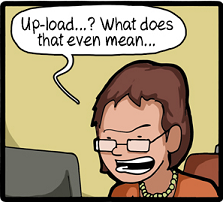 Up-load...? What does
that even mean...